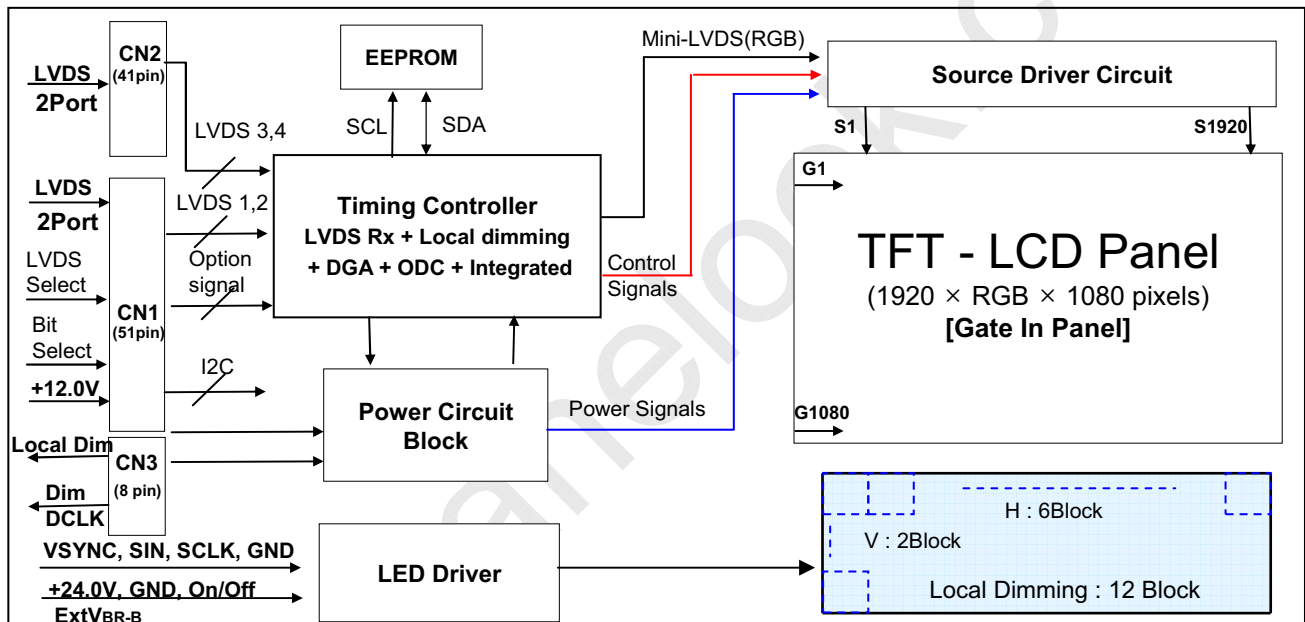 CN2
(41pin)
LVDS
2Port
EEPROM
Mini-LVDS(RGB)
Source Driver Circuit
SCL
SDA
S1
S1920
LVDS 3,4
LVDS
2Port
LVDS 1,2
LVDS
Select
Option
signal
CN1
(51pin)
Bit
Select
+12.0V
I2C
Timing Controller
LVDS Rx + Local dimming
+ DGA + ODC + Integrated
Control
Signals
G1
TFT - LCD Panel
(1920 × RGB × 1080 pixels)
[Gate In Panel]
G1080
Power Circuit
Block
Power Signals
Local Dim
CN3
(8 pin)
Dim
DCLK
VSYNC, SIN, SCLK, GND
+24.0V, GND, On/Off
ExtVBR-B
LED Driver
H : 6Block
V : 2Block
Local Dimming : 12 Block